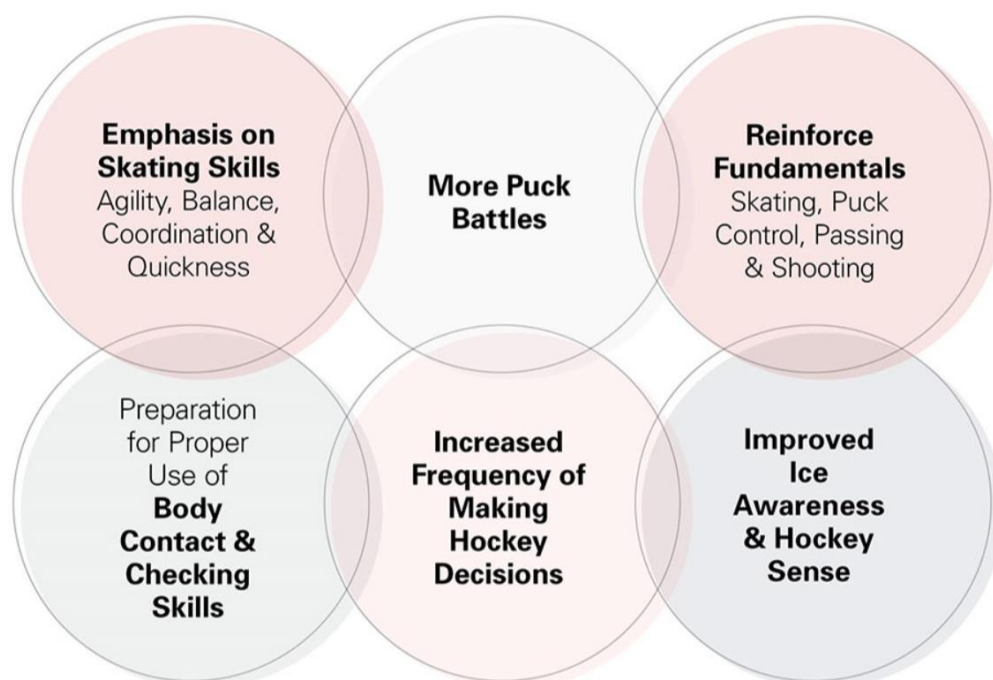 Emphasis on
Skating Skills
Agility, Balance,
Coordination &
Quickness
More Puck
Battles
Reinforce
Fundamentals
Skating, Puck
Control, Passing
& Shooting
Preparation
for Proper
Use of
Body
Contact &
Checking
Skills
Increased
Frequency of
Making
Hockey
Decisions
Improved
Ice
Awareness
& Hockey
Sense